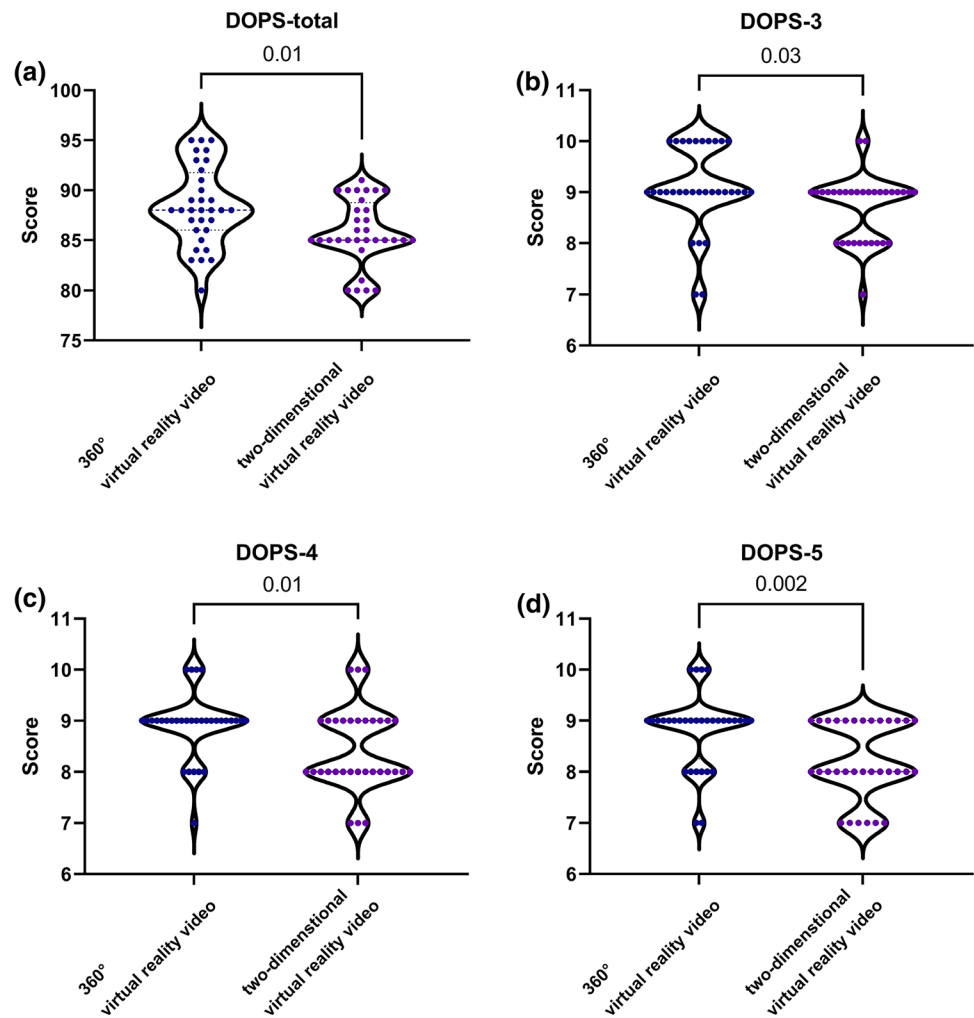 DOPS-total
0.01
(a)
100
95
90
85
80
75
Score
360°
virtual reality video
two-dimenstional
virtual reality video
DOPS-3
0.03
(b)
11
10
9
8
7
6
Score
360°
virtual reality video
two-dimenstional
virtual reality video
DOPS-4
0.01
(c)
11
10
9
8
7
6
Score
360°
virtual reality video
two-dimenstional
virtual reality video
DOPS-5
0.002
(d)
11
10
9
8
7
6
Score
360°
virtual reality video
two-dimenstional
virtual reality video